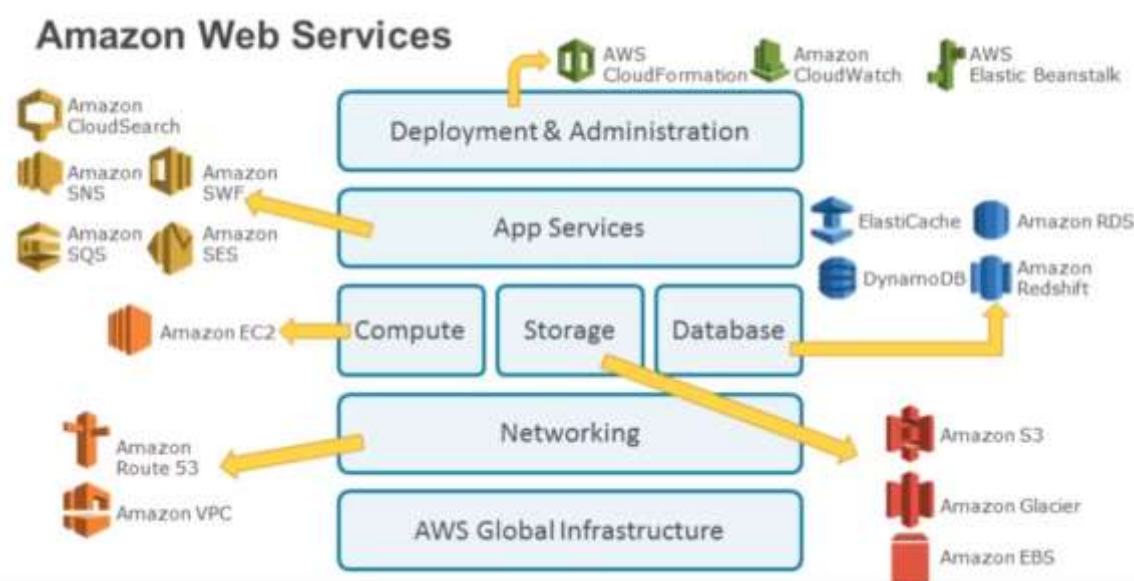 Amazon Web Services
AWS
CloudFormation
Amazon
CloudWatch
AWS
Elastic Beanstalk
Amazon
CloudSearch
Deployment & Administration
Amazon
SNS
Amazon
SWF
App Services
ElastiCache
Amazon RDS
Amazon
SQS
Amazon
SES
DynamoDB
Amazon
Redshift
Amazon EC2
Compute
Storage
Database
Amazon
Route 53
Networking
Amazon S3
Amazon VPC
AWS Global Infrastructure
Amazon Glacier
Amazon EBS